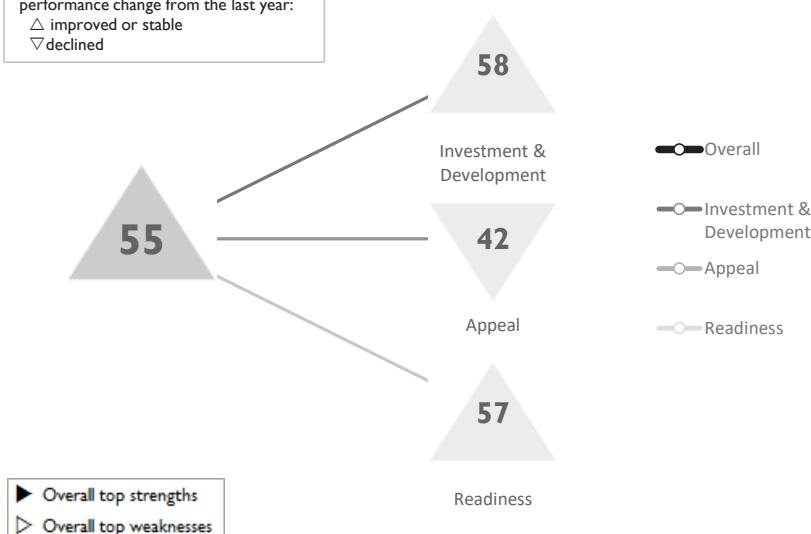 performance change from the last year:
△ improved or stable
▽ declined
58
Investment &
Development
55
42
Appeal
57
Readiness
Overall
Investment &
Development
Appeal
Readiness
► Overall top strengths
▷ Overall top weaknesses